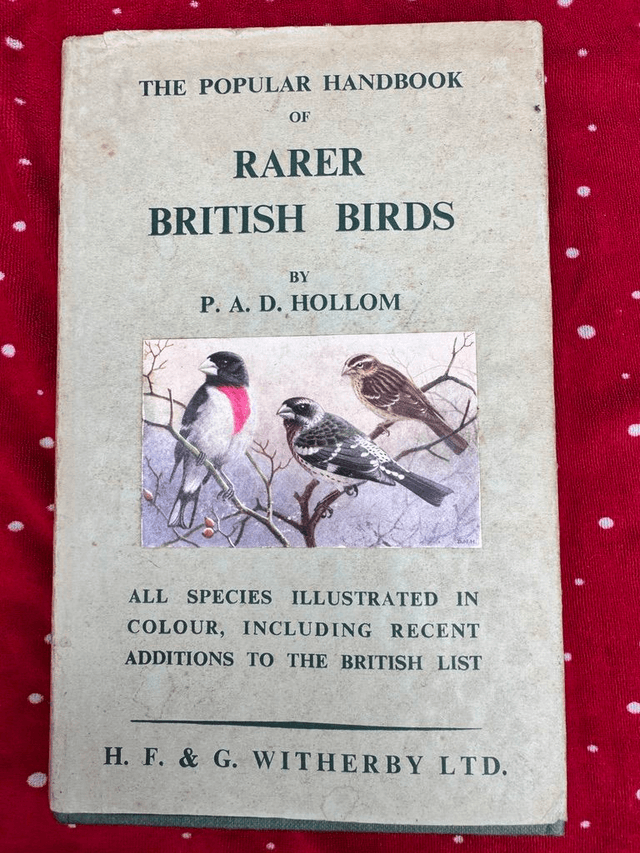 THE POPULAR HANDBOOK
OF
RARER
BRITISH BIRDS
BY
P. A. D. HOLLOM
ALL SPECIES ILLUSTRATED IN
COLOUR, INCLUDING RECENT
ADDITIONS TO THE BRITISH LIST
H. F. & G. WITHERBY LTD.